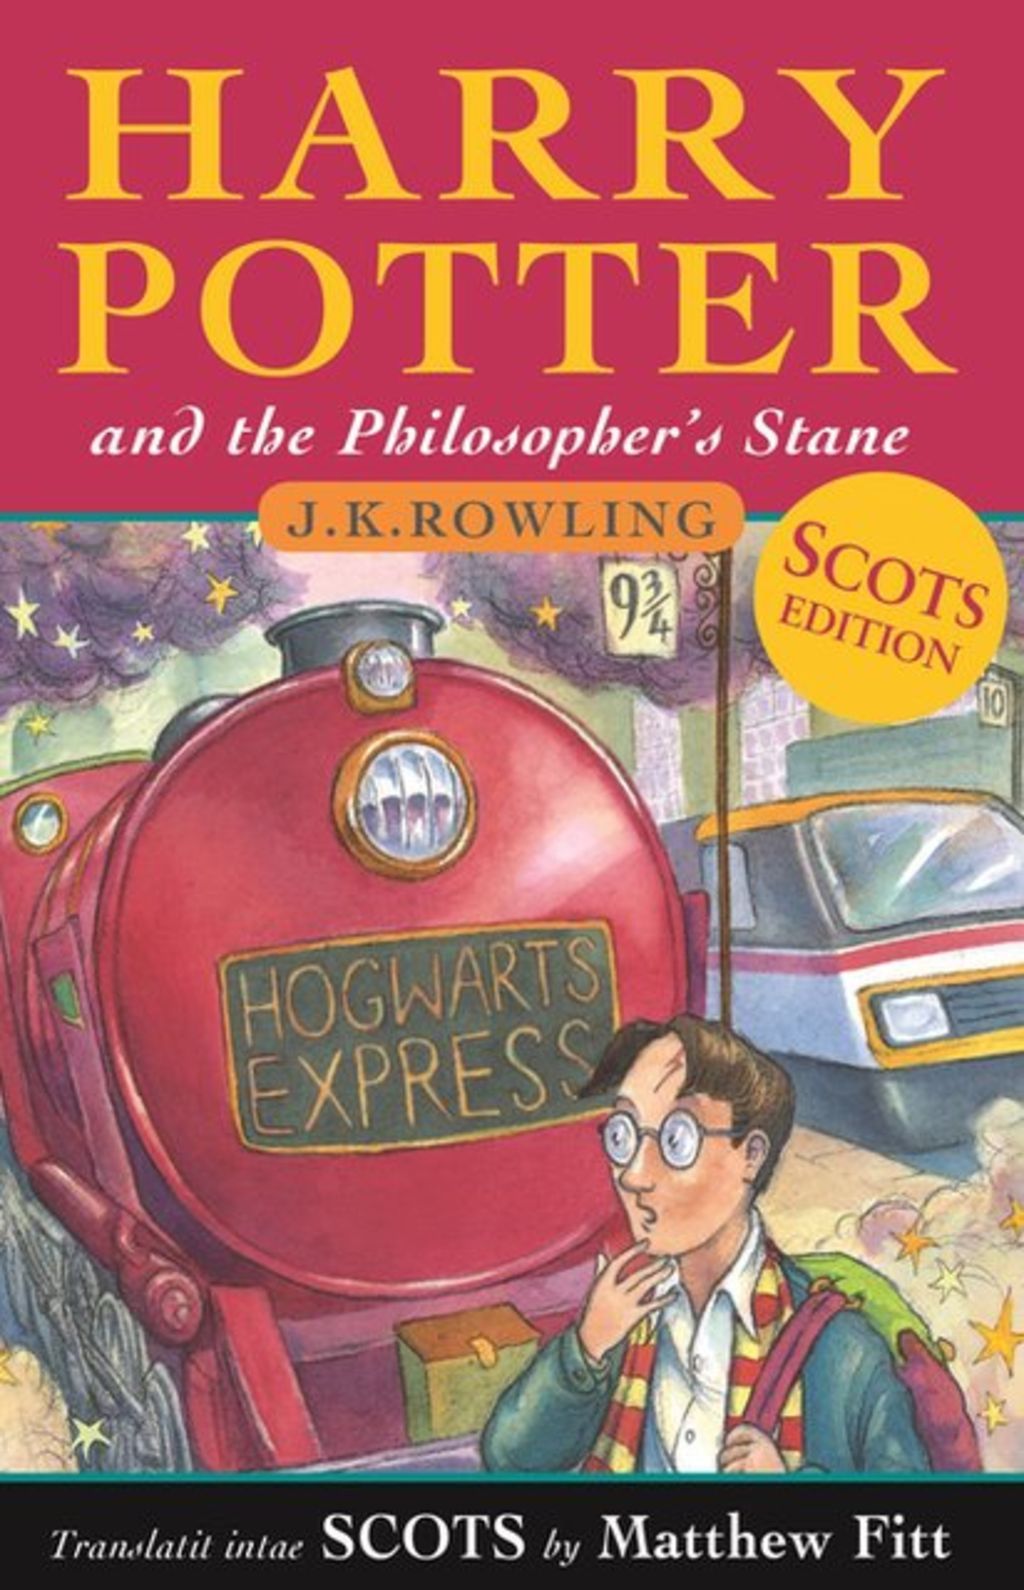 HARRY
POTTER
and the Philosopher's Stane
J.K.ROWLING
SCOTS
EDITION
9¾
10
HOGWARTS
EXPRESS
Translatit intae SCOTS by Matthew Fitt